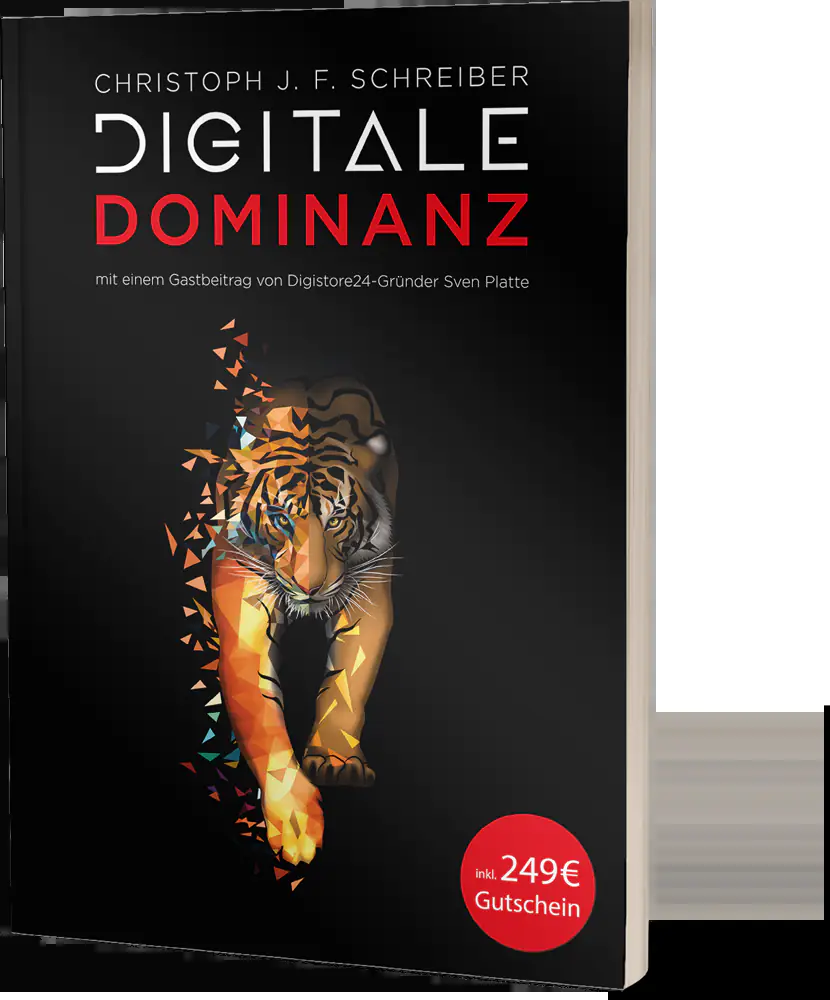 CHRISTOPH J. F. SCHREIBER
DIGITALE
DOMINANZ
mit einem Gastbeitrag von Digistore24-Gründer Sven Platte
inkl. 249€
Gutschein